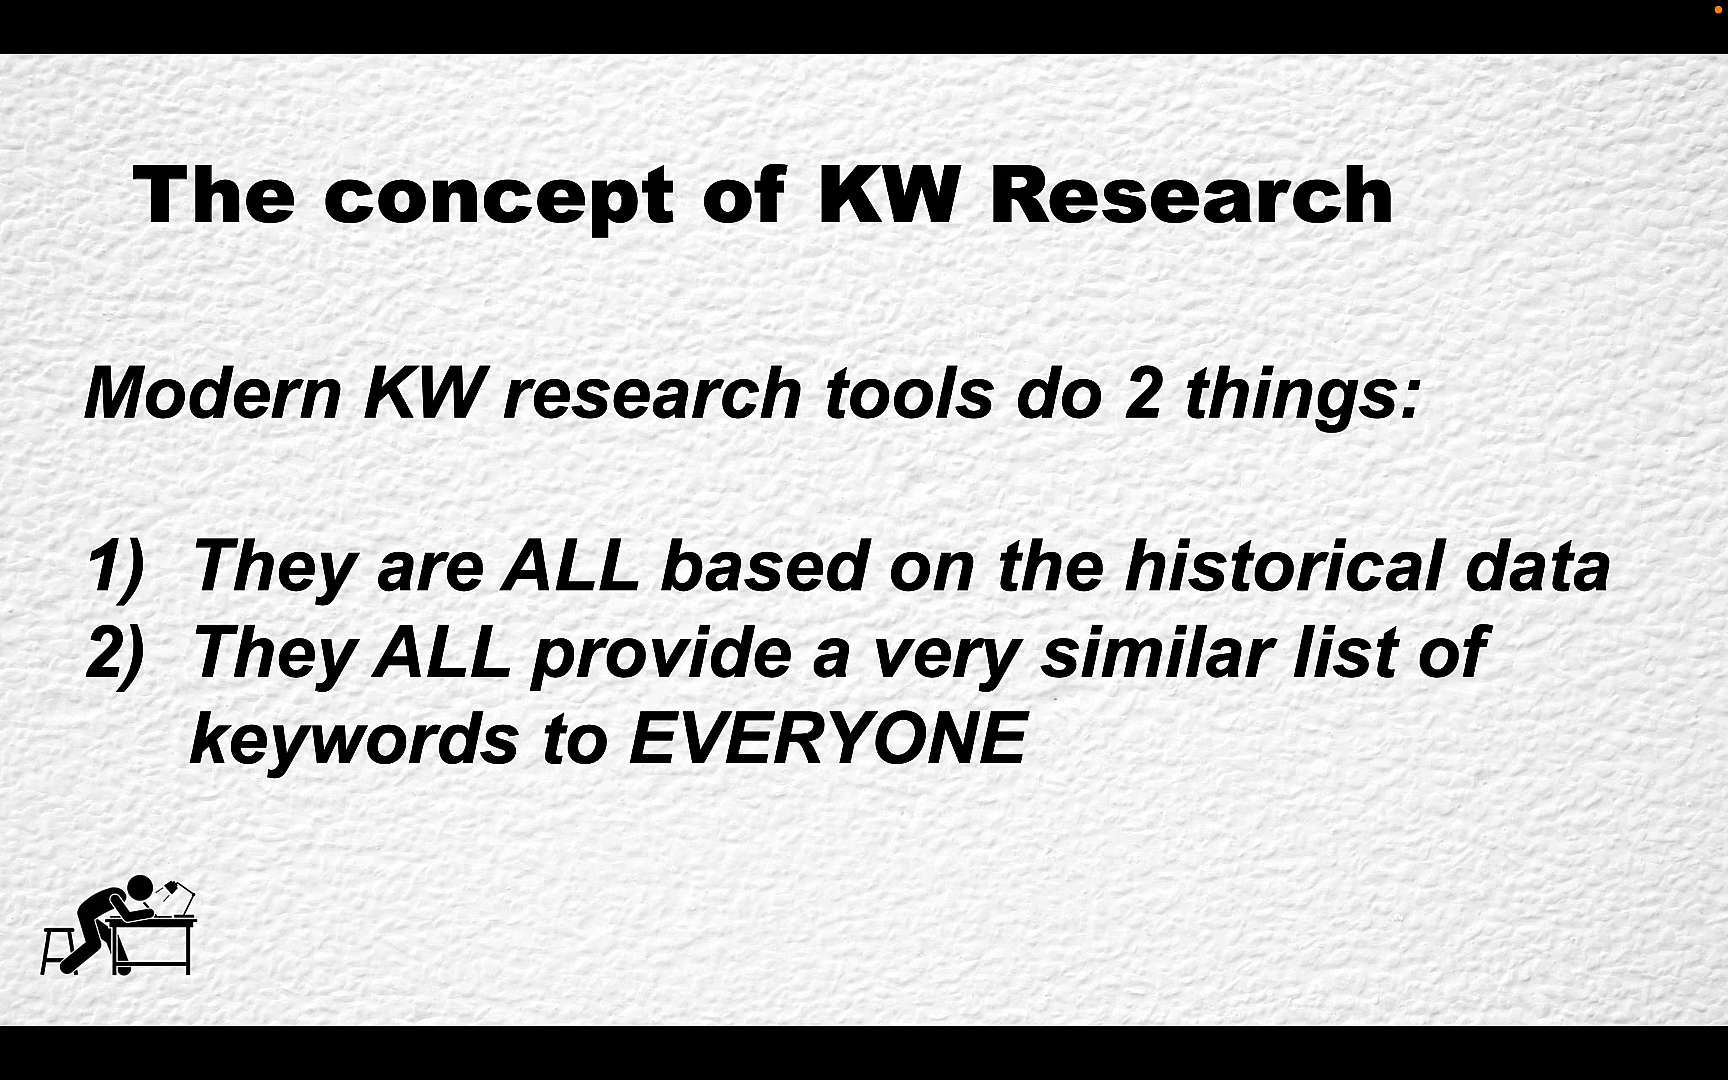 The concept of KW Research
Modern KW research tools do 2 things:
1) They are ALL based on the historical data
2) They ALL provide a very similar list of
keywords to EVERYONE